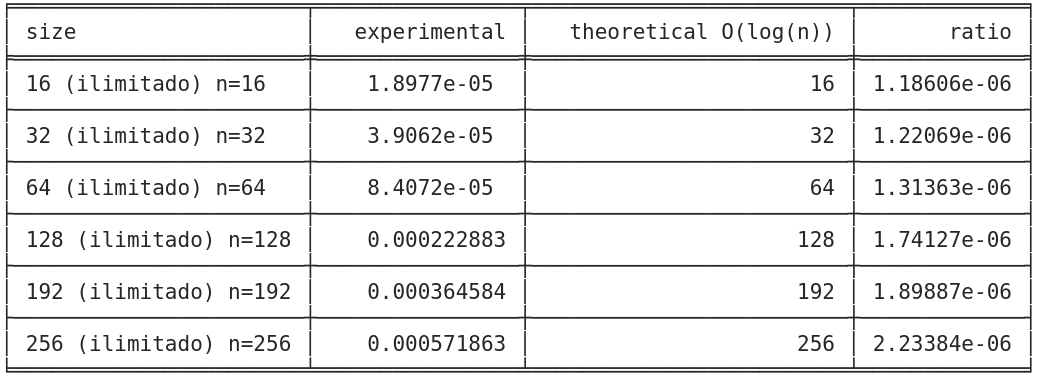 size experimental theoretical O(log(n)) ratio
16 (ilimitado) n=16 1.8977e-05 16 1.18606e-06
32 (ilimitado) n=32 3.9062e-05 32 1.22069e-06
64 (ilimitado) n=64 8.4072e-05 64 1.31363e-06
128 (ilimitado) n=128 0.000222883 128 1.74127e-06
192 (ilimitado) n=192 0.000364584 192 1.89887e-06
256 (ilimitado) n=256 0.000571863 256 2.23384e-06